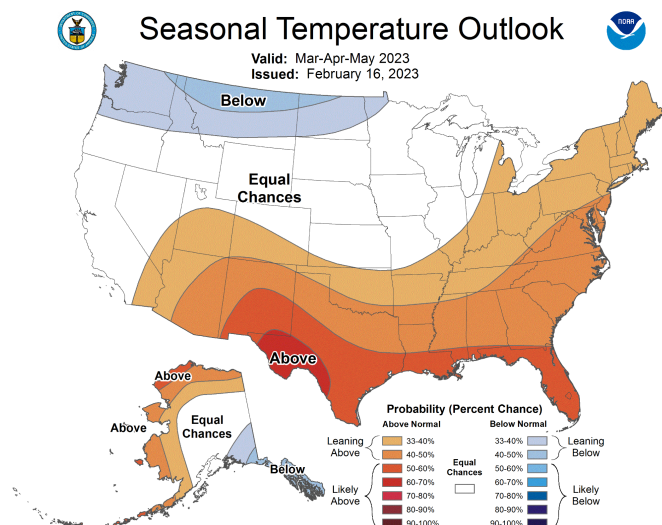 Seasonal Temperature Outlook
NOAA
Valid: Mar-Apr-May 2023
Issued: February 16, 2023
Below
Equal
Chances
Above
Above
Equal
Chances
Above
Below
Probability (Percent Chance)
Above Normal
Below Normal
Leaning
Above
33-40%
40-50%
Likely
Above
50-60%
60-70%
70-80%
80-90%
90-100%
Equal
Chances
33-40%
40-50%
Leaning
Below
50-60%
60-70%
70-80%
80-90%
90-100%
Likely
Below